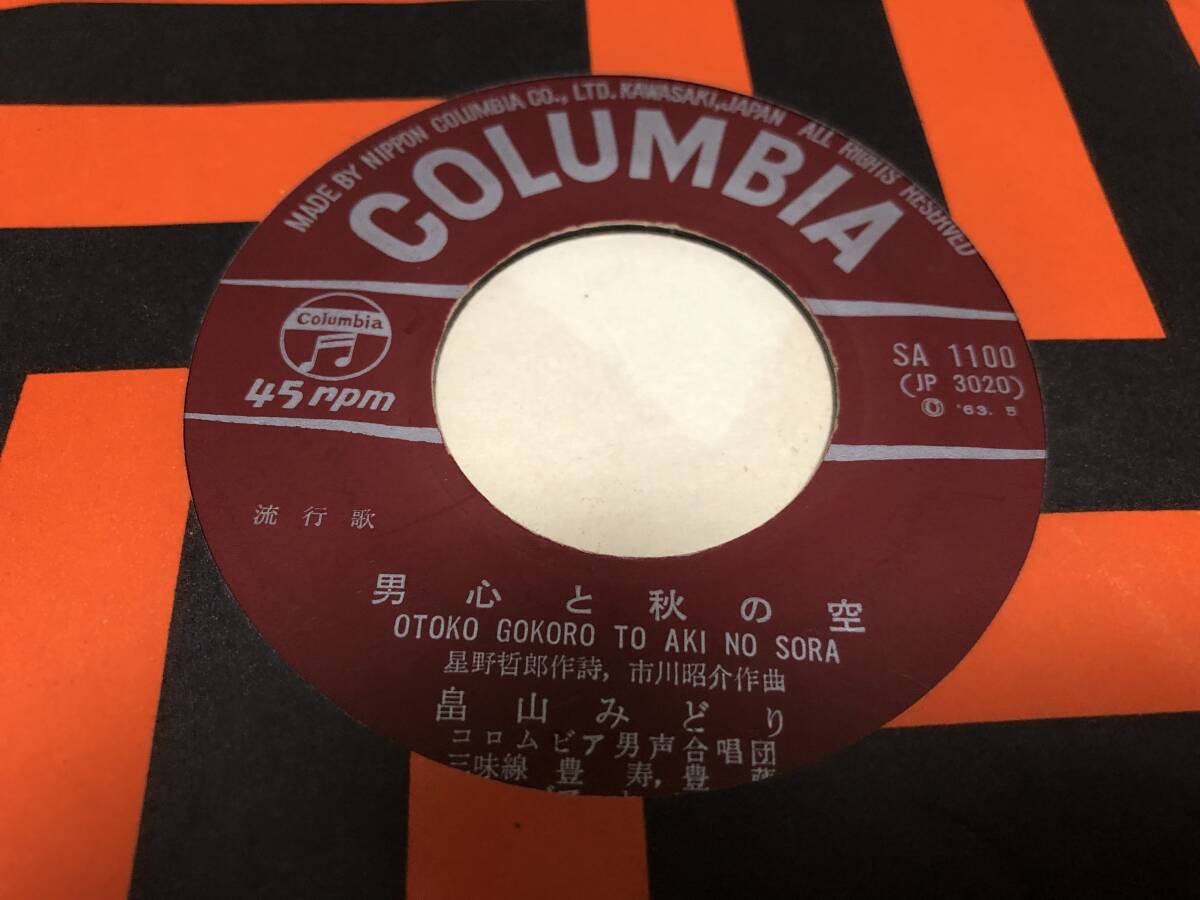 MADE BY NIPPON COLUMBIA CO., LTD. KAWASAKI, JAPAN ALL RIGHTS RESERVED
COLUMBIA
Columbia
45 rpm
SA 1100
(JP 3020)
Ⓞ '63. 5
流行歌
男心と秋の空
OTOKO GOKORO TO AKI NO SORA
星野哲郎作詩, 市川昭介作曲
畠山みどり
コロムビア男声合唱団
三味線 豊 寿, 豊